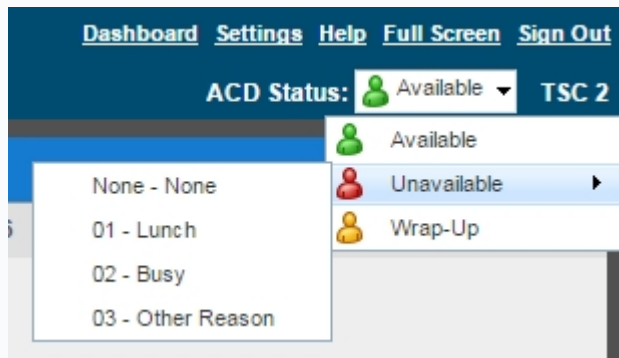 Dashboard Settings Help Full Screen Sign Out
ACD Status: Available TSC 2
Available
None - None
Unavailable
01 - Lunch
Wrap-Up
02 - Busy
03 - Other Reason